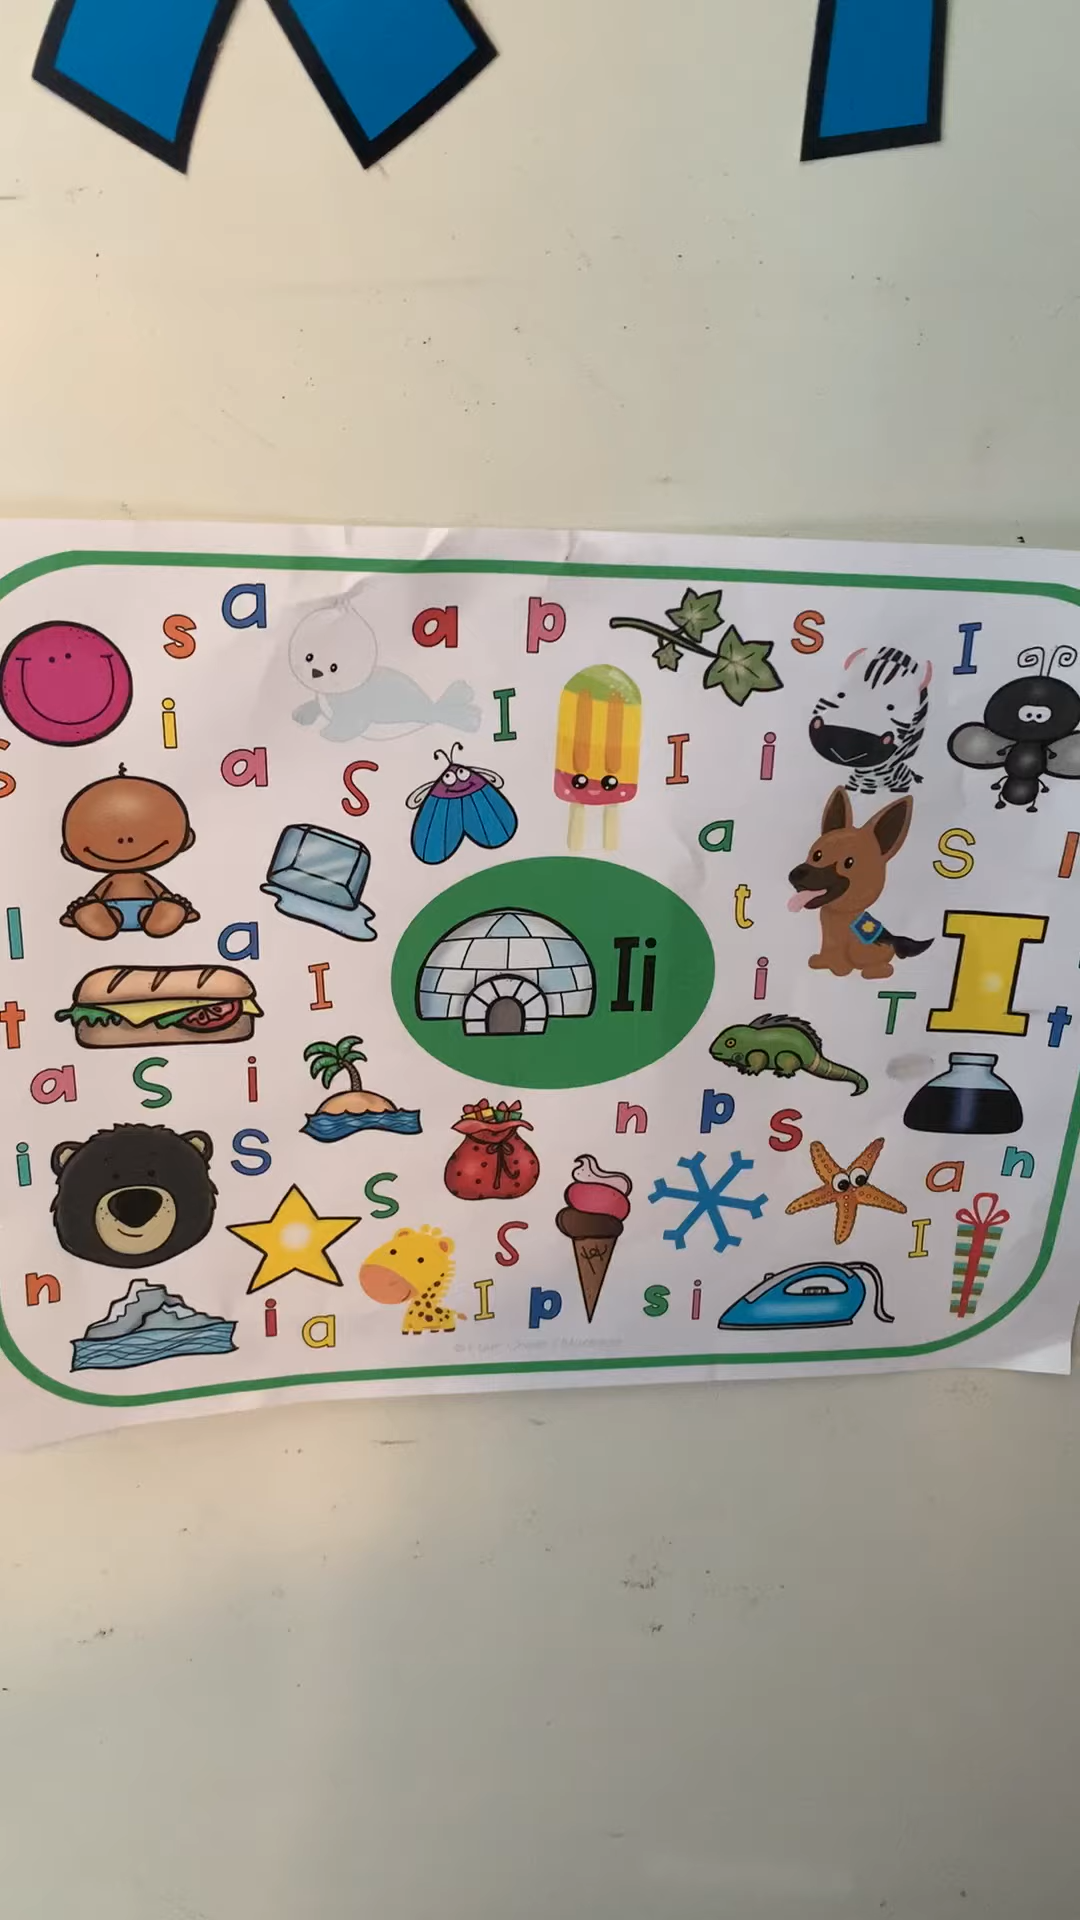 a s a p s I
i I
s a s I i
a s I
I a t
I Ii i I
t T t
a s i n p s
i s a n
s s I
n i a I p s i